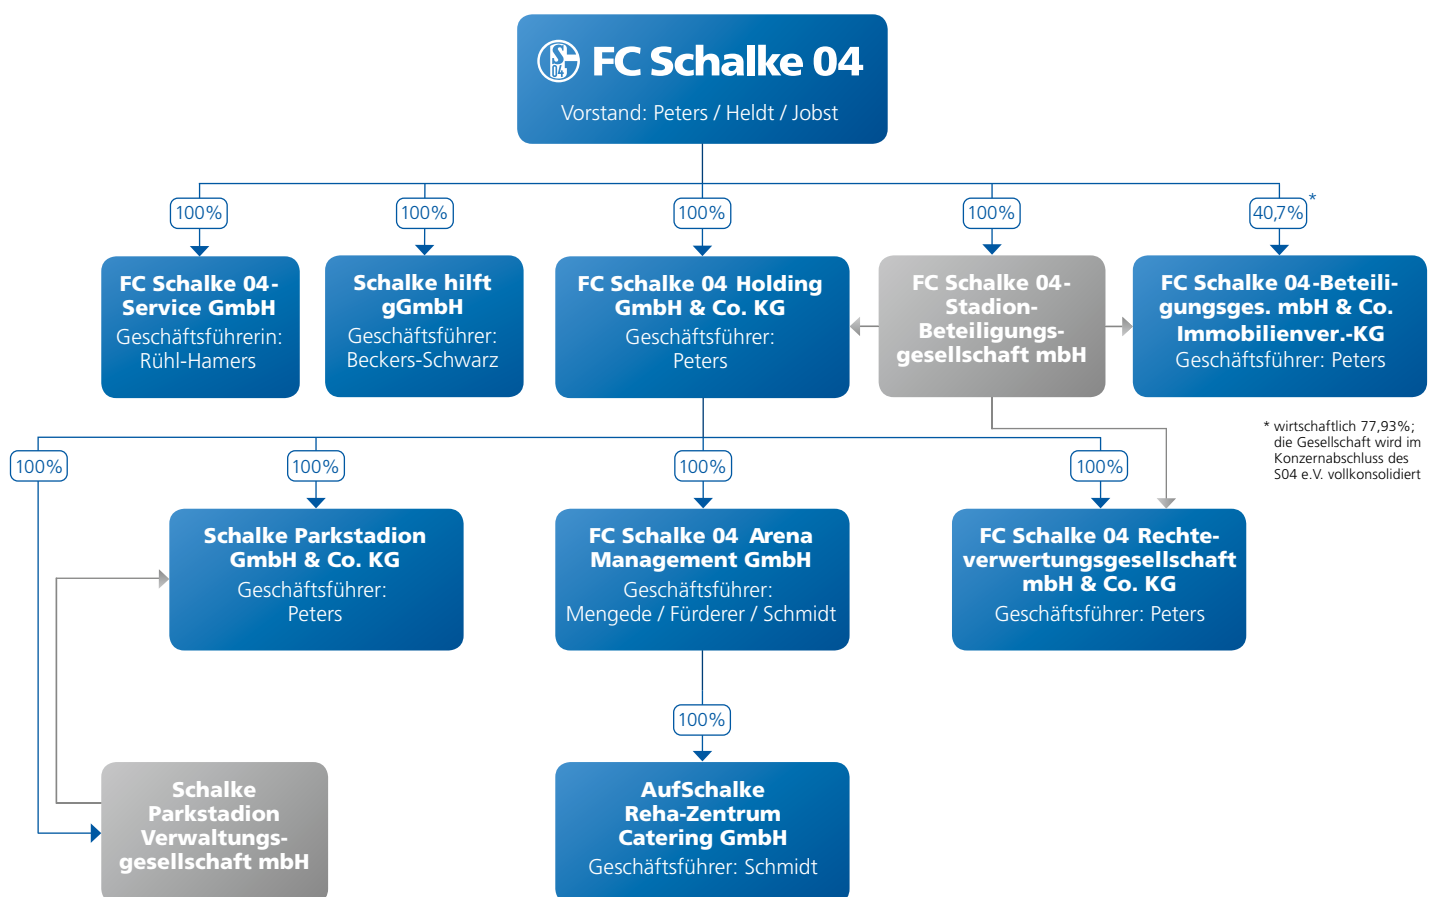 S 04 FC Schalke 04
Vorstand: Peters / Heldt / Jobst
100%
100%
100%
100%
40,7% *
FC Schalke 04-
Service GmbH
Geschäftsführerin:
Rühl-Hamers
Schalke hilft
gGmbH
Geschäftsführer:
Beckers-Schwarz
FC Schalke 04 Holding
GmbH & Co. KG
Geschäftsführer:
Peters
FC Schalke 04-
Stadion-
Beteiligungs-
gesellschaft mbH
FC Schalke 04-Beteili-
gungsges. mbH & Co.
Immobilienver.-KG
Geschäftsführer: Peters
* wirtschaftlich 77,93%;
die Gesellschaft wird im
Konzernabschluss des
S04 e.V. vollkonsolidiert
100%
100%
100%
100%
Schalke Parkstadion
GmbH & Co. KG
Geschäftsführer:
Peters
FC Schalke 04 Arena
Management GmbH
Geschäftsführer:
Mengede / Fürderer / Schmidt
FC Schalke 04 Rechte-
verwertungsgesellschaft
mbH & Co. KG
Geschäftsführer: Peters
100%
Schalke
Parkstadion
Verwaltungs-
gesellschaft mbH
AufSchalke
Reha-Zentrum
Catering GmbH
Geschäftsführer: Schmidt